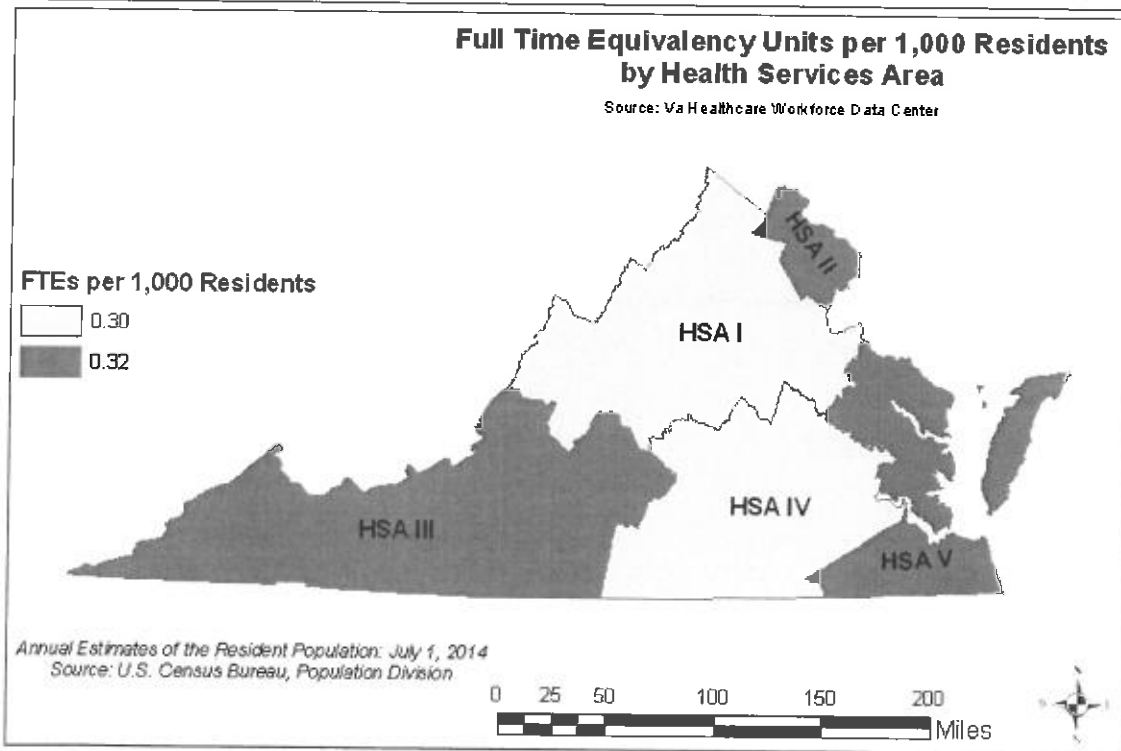 Full Time Equivalency Units per 1,000 Residents
by Health Services Area
Source: Va Healthcare Workforce Data Center
HSA II
FTEs per 1,000 Residents
0.30
0.32
HSA I
HSA III
HSA IV
HSA V
Annual Estimates of the Resident Population: July 1, 2014
Source: U.S. Census Bureau, Population Division
0 25 50 100 150 200
Miles